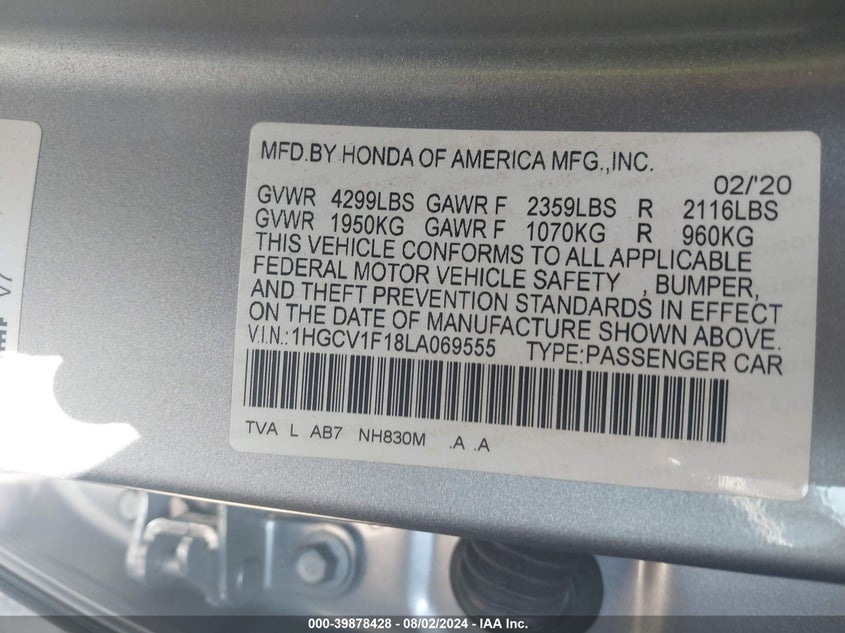 MFD.BY HONDA OF AMERICA MFG.,INC.
02/'20
GVWR 4299LBS GAWR F 2359LBS R 2116LBS
GVWR 1950KG GAWR F 1070KG R 960KG
THIS VEHICLE CONFORMS TO ALL APPLICABLE
FEDERAL MOTOR VEHICLE SAFETY , BUMPER,
AND THEFT PREVENTION STANDARDS IN EFFECT
ON THE DATE OF MANUFACTURE SHOWN ABOVE.
V.I.N.:1HGCV1F18LA069555 TYPE:PASSENGER CAR
TVA L AB7 NH830M .A .A
000-39878428 - 08/02/2024 - IAA Inc.